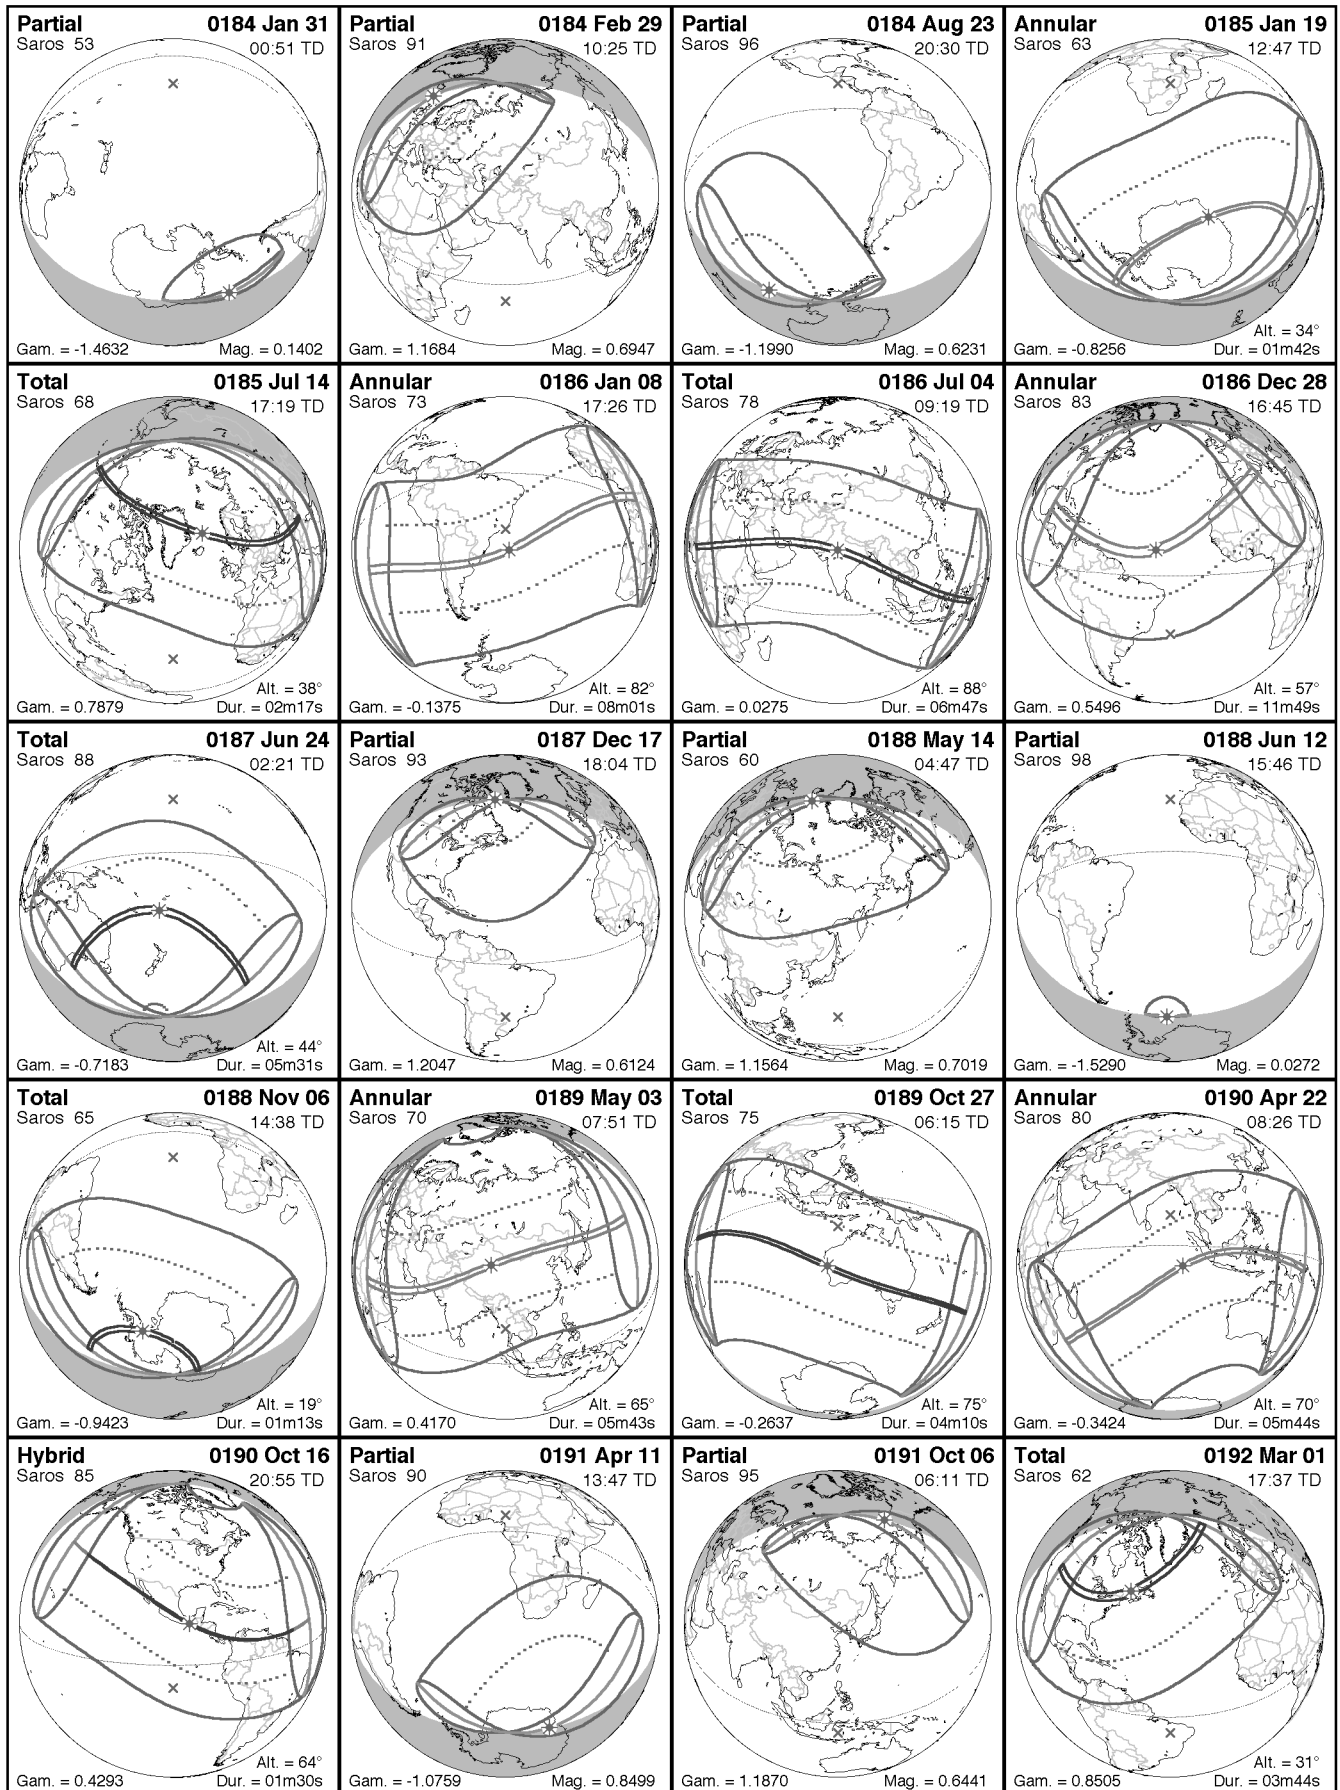 Partial 0184 Jan 31
Saros 53 00:51 TD
Gam. = -1.4632 Mag. = 0.1402
Partial 0184 Feb 29
Saros 91 10:25 TD
Gam. = 1.1684 Mag. = 0.6947
Partial 0184 Aug 23
Saros 96 20:30 TD
Gam. = -1.1990 Mag. = 0.6231
Annular 0185 Jan 19
Saros 63 12:47 TD
Alt. = 34°
Gam. = -0.8256 Dur. = 01m42s
Total 0185 Jul 14
Saros 68 17:19 TD
Alt. = 38°
Gam. = 0.7879 Dur. = 02m17s
Annular 0186 Jan 08
Saros 73 17:26 TD
Alt. = 82°
Gam. = -0.1375 Dur. = 08m01s
Total 0186 Jul 04
Saros 78 09:19 TD
Alt. = 88°
Gam. = 0.0275 Dur. = 06m47s
Annular 0186 Dec 28
Saros 83 16:45 TD
Alt. = 57°
Gam. = 0.5496 Dur. = 11m49s
Total 0187 Jun 24
Saros 88 02:21 TD
Alt. = 44°
Gam. = -0.7183 Dur. = 05m31s
Partial 0187 Dec 17
Saros 93 18:04 TD
Gam. = 1.2047 Mag. = 0.6124
Partial 0188 May 14
Saros 60 04:47 TD
Gam. = 1.1564 Mag. = 0.7019
Partial 0188 Jun 12
Saros 98 15:46 TD
Gam. = -1.5290 Mag. = 0.0272
Total 0188 Nov 06
Saros 65 14:38 TD
Alt. = 19°
Gam. = -0.9423 Dur. = 01m13s
Annular 0189 May 03
Saros 70 07:51 TD
Alt. = 65°
Gam. = 0.4170 Dur. = 05m43s
Total 0189 Oct 27
Saros 75 06:15 TD
Alt. = 75°
Gam. = -0.2637 Dur. = 04m10s
Annular 0190 Apr 22
Saros 80 08:26 TD
Alt. = 70°
Gam. = -0.3424 Dur. = 05m44s
Hybrid 0190 Oct 16
Saros 85 20:55 TD
Alt. = 64°
Gam. = 0.4293 Dur. = 01m30s
Partial 0191 Apr 11
Saros 90 13:47 TD
Gam. = -1.0759 Mag. = 0.8499
Partial 0191 Oct 06
Saros 95 06:11 TD
Gam. = 1.1870 Mag. = 0.6441
Total 0192 Mar 01
Saros 62 17:37 TD
Alt. = 31°
Gam. = 0.8505 Dur. = 03m44s